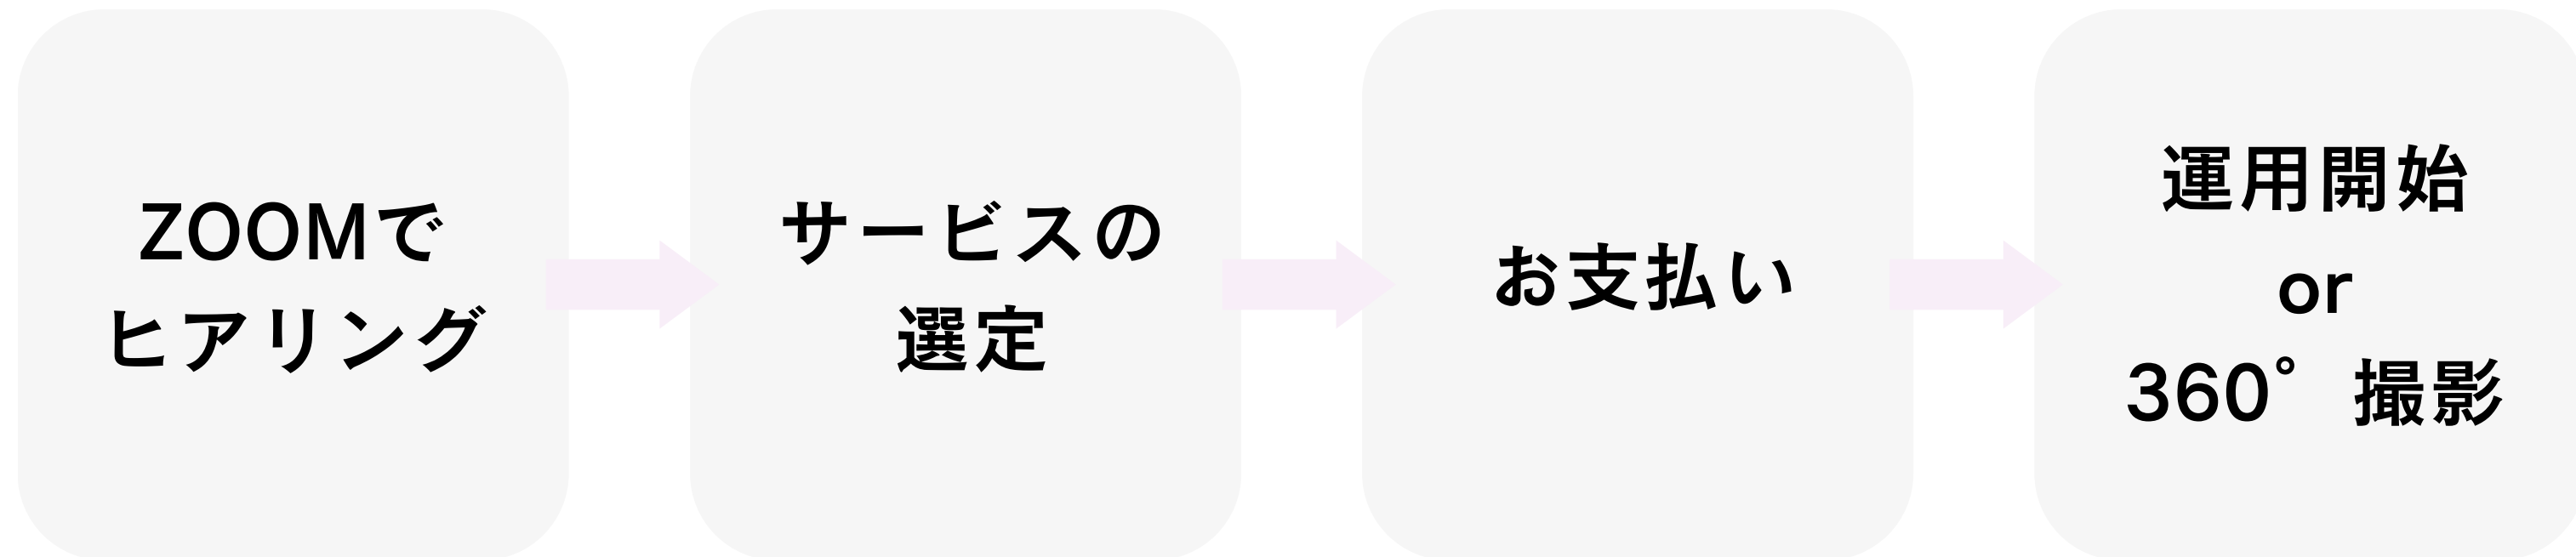 ZOOMで
ヒアリング
サービスの
選定
お支払い
運用開始
or
360° 撮影